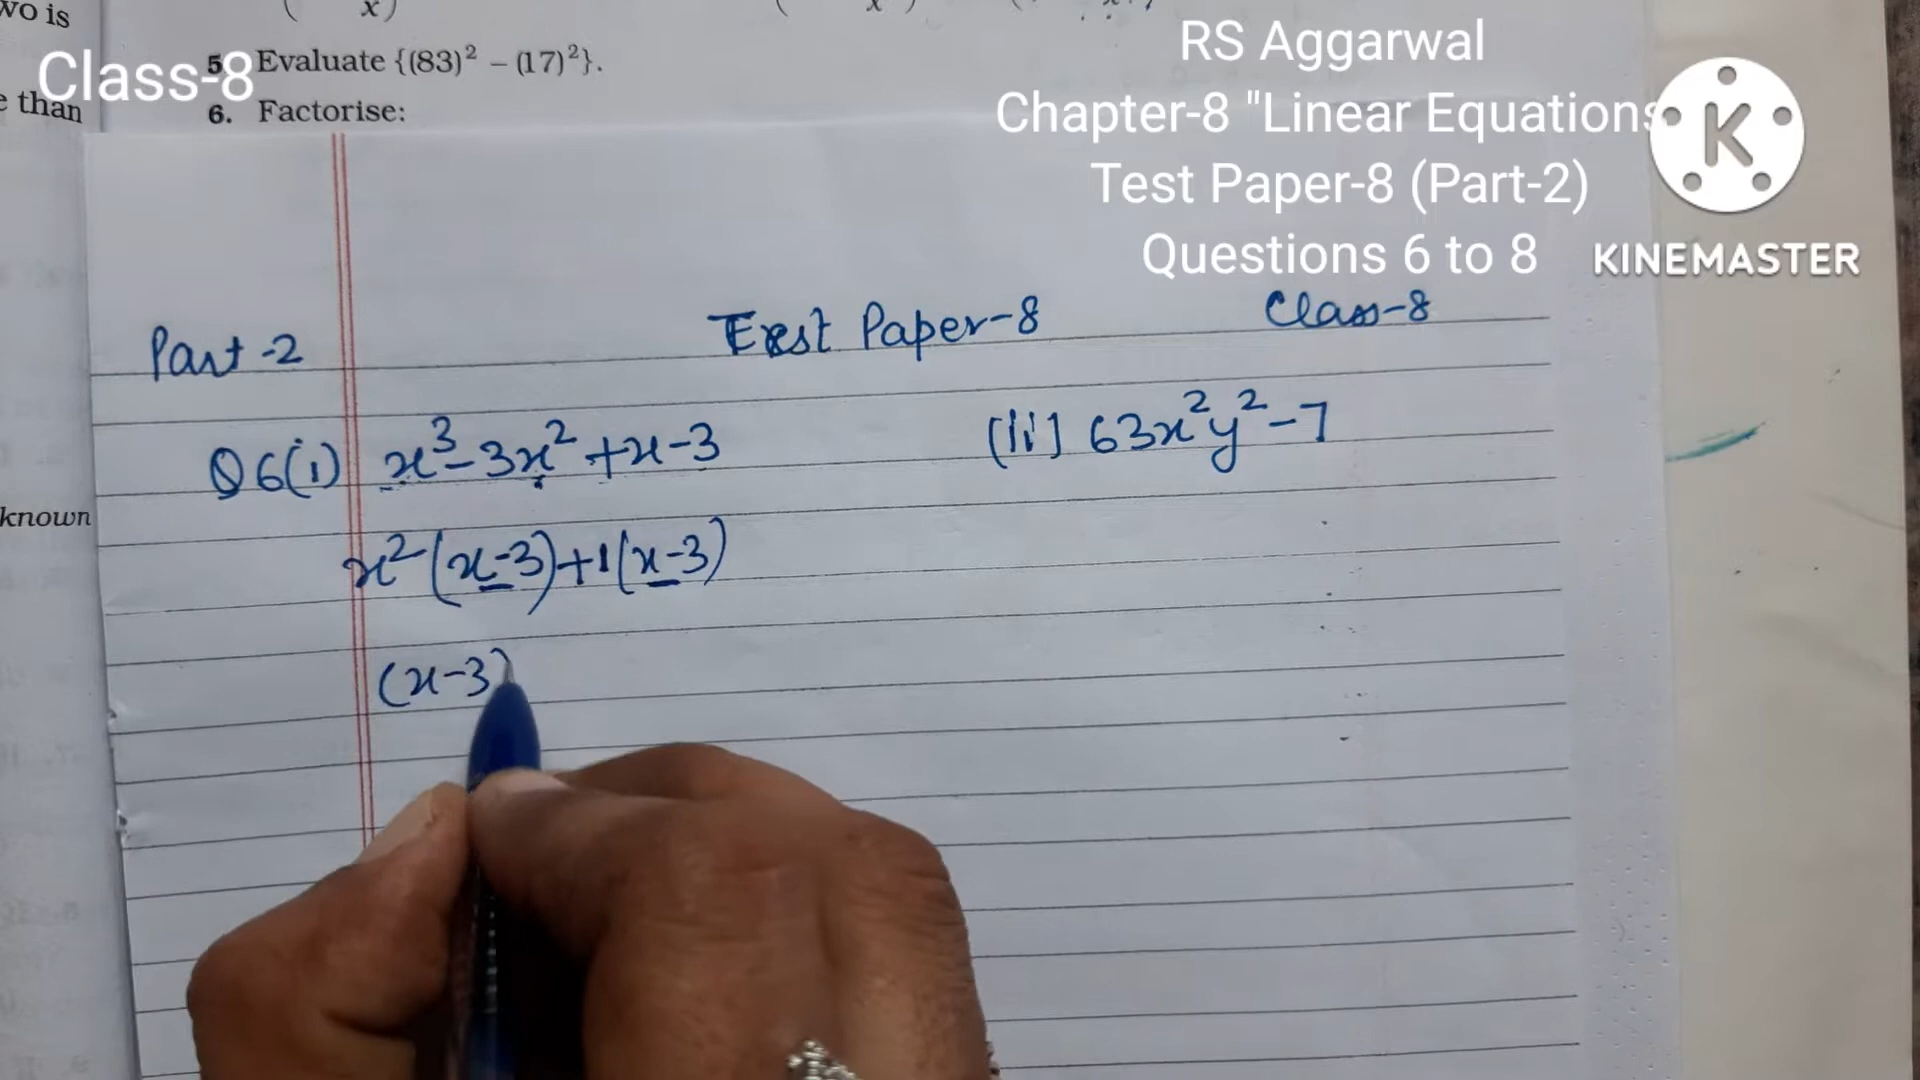 wo is
x)
5. Evaluate {(83)² – (17)²}.
Class-8
e than
6. Factorise:
RS Aggarwal
Chapter-8 "Linear Equations
Test Paper-8 (Part-2)
Questions 6 to 8
K
KINEMASTER
Part-2 Test Paper-8 Class-8
Q6(i) x³-3x²+x-3 (ii) 63x²y²-7
known
x²(x-3)+1(x-3)
(x-3)